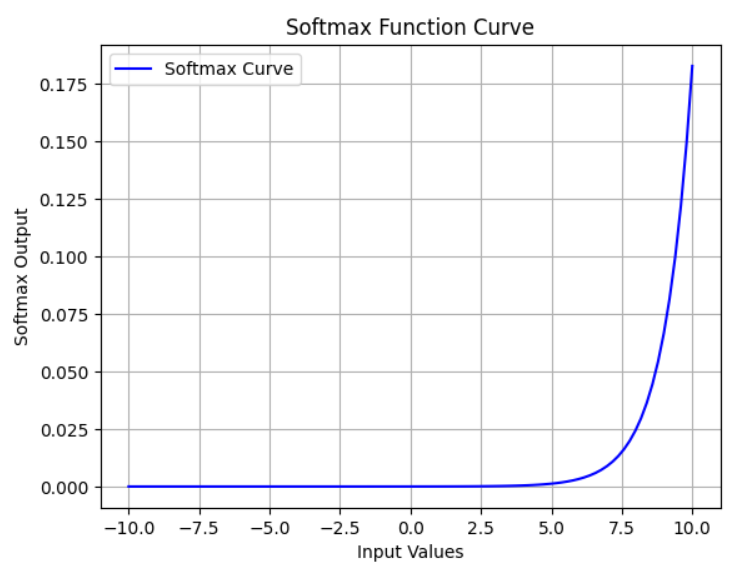 Softmax Function Curve
Softmax Curve
Softmax Output
0.175
0.150
0.125
0.100
0.075
0.050
0.025
0.000
−10.0 −7.5 −5.0 −2.5 0.0 2.5 5.0 7.5 10.0
Input Values